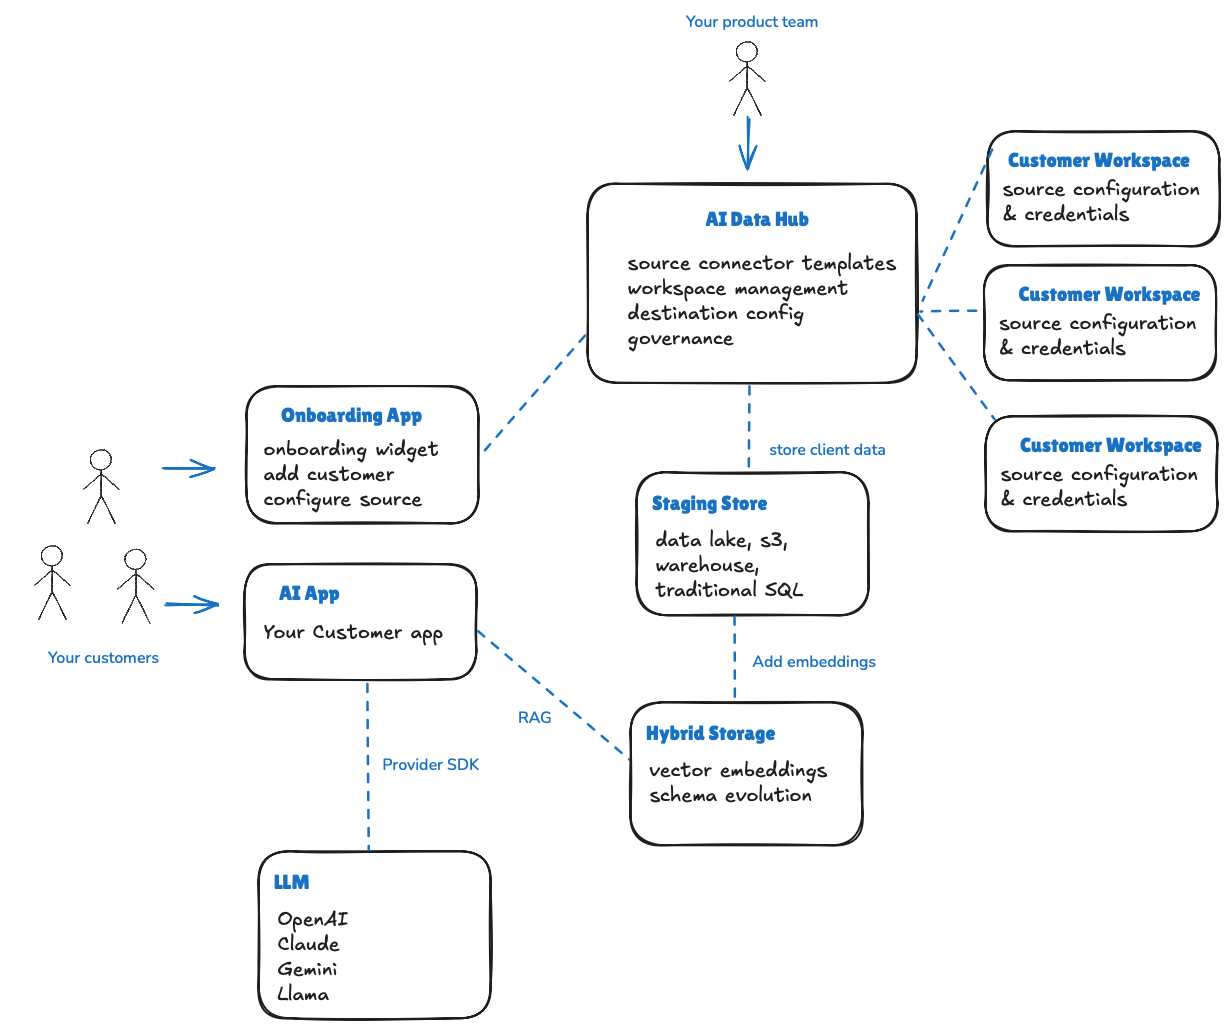 Your product team
AI Data Hub
source connector templates
workspace management
destination config
governance
Customer Workspace
source configuration
& credentials
Customer Workspace
source configuration
& credentials
Customer Workspace
source configuration
& credentials
Onboarding App
onboarding widget
add customer
configure source
store client data
Staging Store
data lake, s3,
warehouse,
traditional SQL
AI App
Your Customer app
Your customers
Add embeddings
RAG
Hybrid Storage
vector embeddings
schema evolution
Provider SDK
LLM
OpenAI
Claude
Gemini
Llama